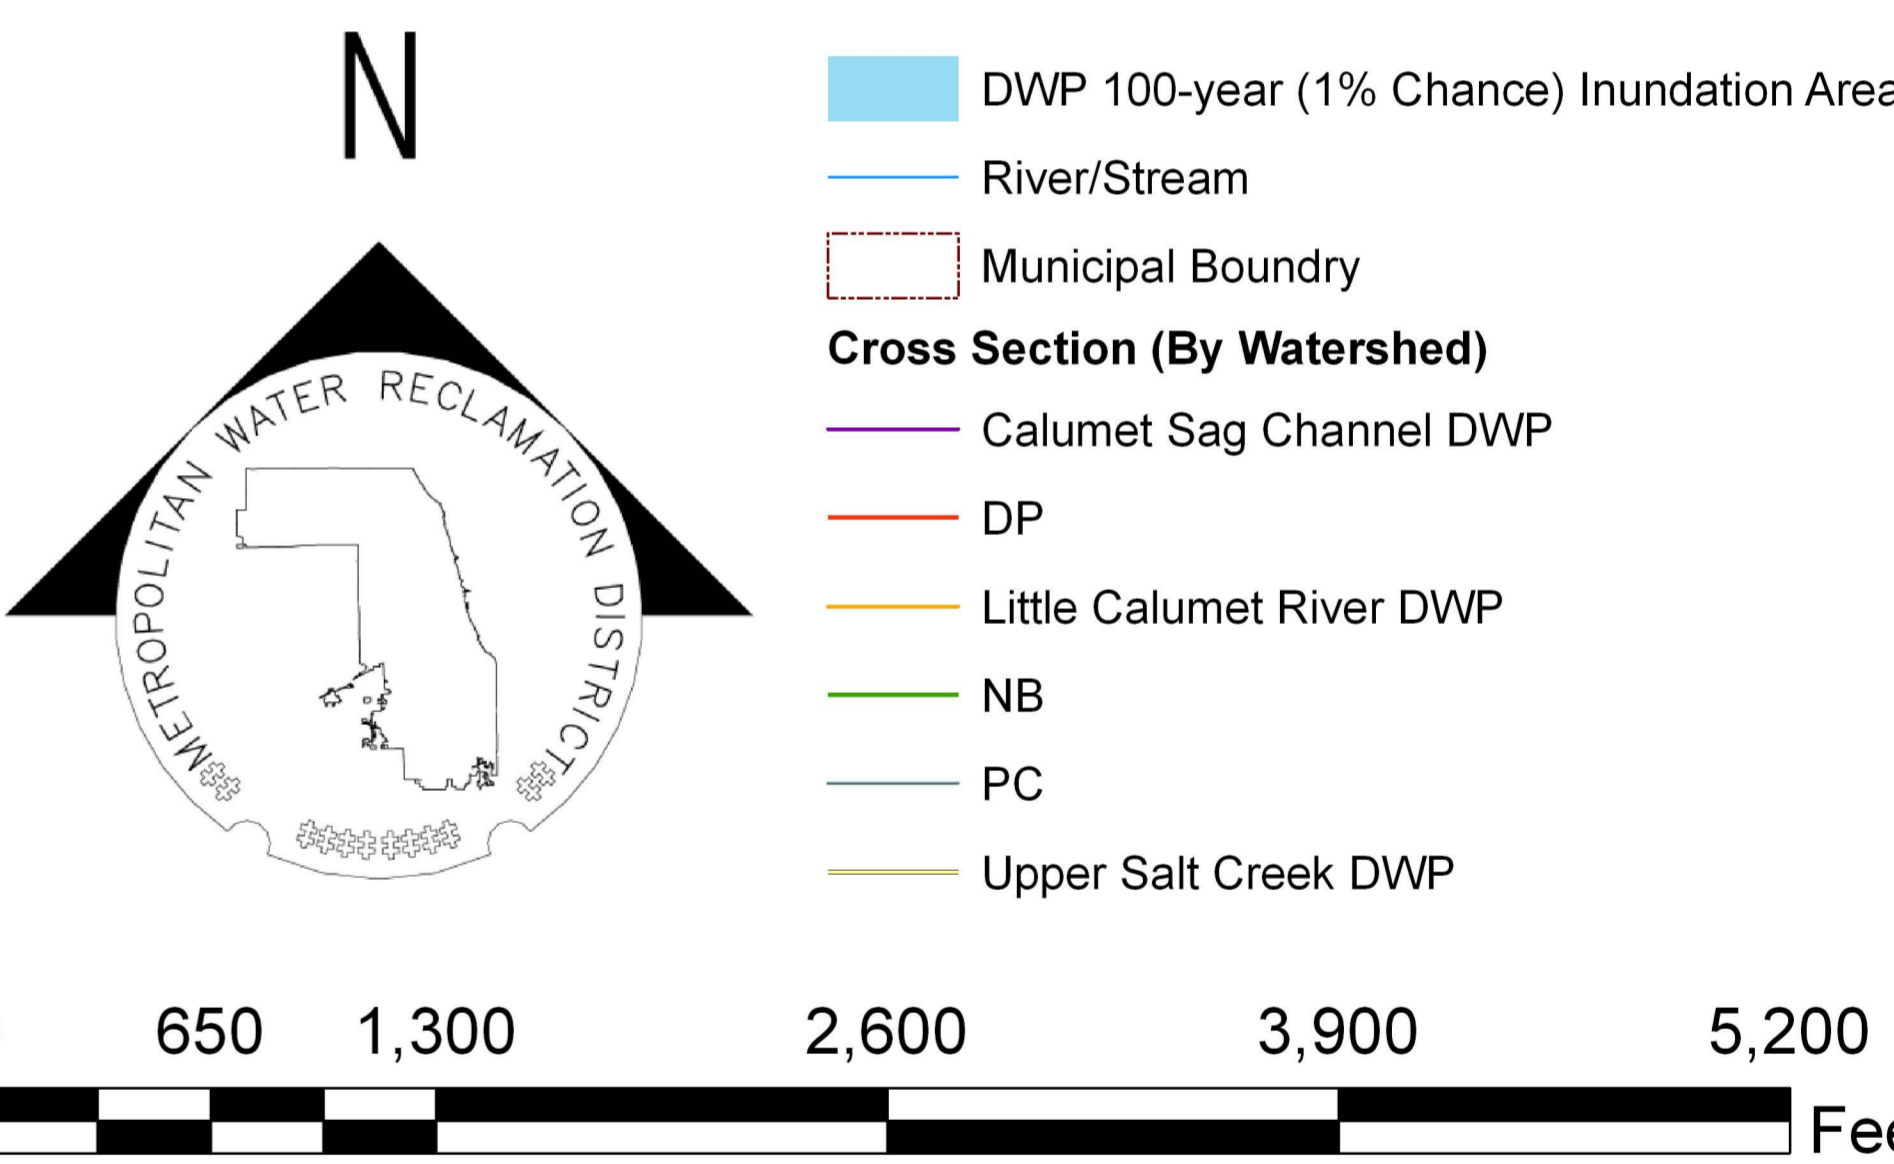 N
METROPOLITAN WATER RECLAMATION DISTRICT
DWP 100-year (1% Chance) Inundation Area
River/Stream
Municipal Boundry
Cross Section (By Watershed)
Calumet Sag Channel DWP
DP
Little Calumet River DWP
NB
PC
Upper Salt Creek DWP
650 1,300 2,600 3,900 5,200